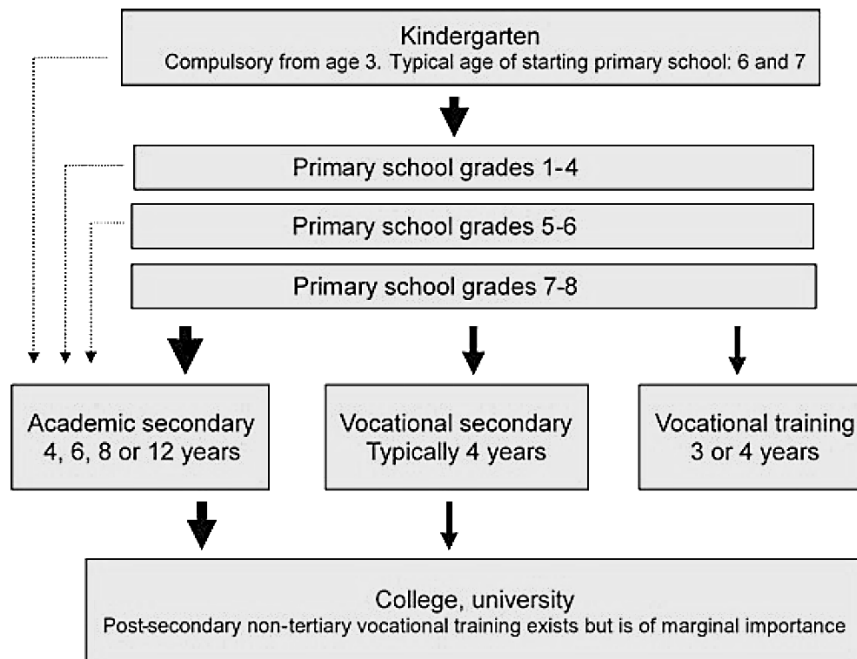 Kindergarten
Compulsory from age 3. Typical age of starting primary school: 6 and 7
Primary school grades 1-4
Primary school grades 5-6
Primary school grades 7-8
Academic secondary
4, 6, 8 or 12 years
Vocational secondary
Typically 4 years
Vocational training
3 or 4 years
College, university
Post-secondary non-tertiary vocational training exists but is of marginal importance